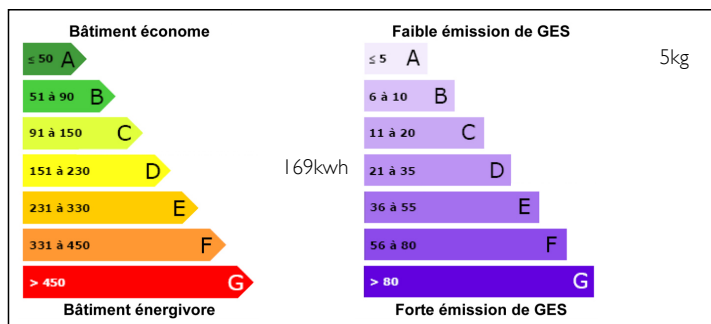 Bâtiment économe
≤ 50 A
51 à 90 B
91 à 150 C
151 à 230 D
169kwh
231 à 330 E
331 à 450 F
> 450 G
Bâtiment énergivore
Faible émission de GES
≤ 5 A
5kg
6 à 10 B
11 à 20 C
21 à 35 D
36 à 55 E
56 à 80 F
> 80 G
Forte émission de GES